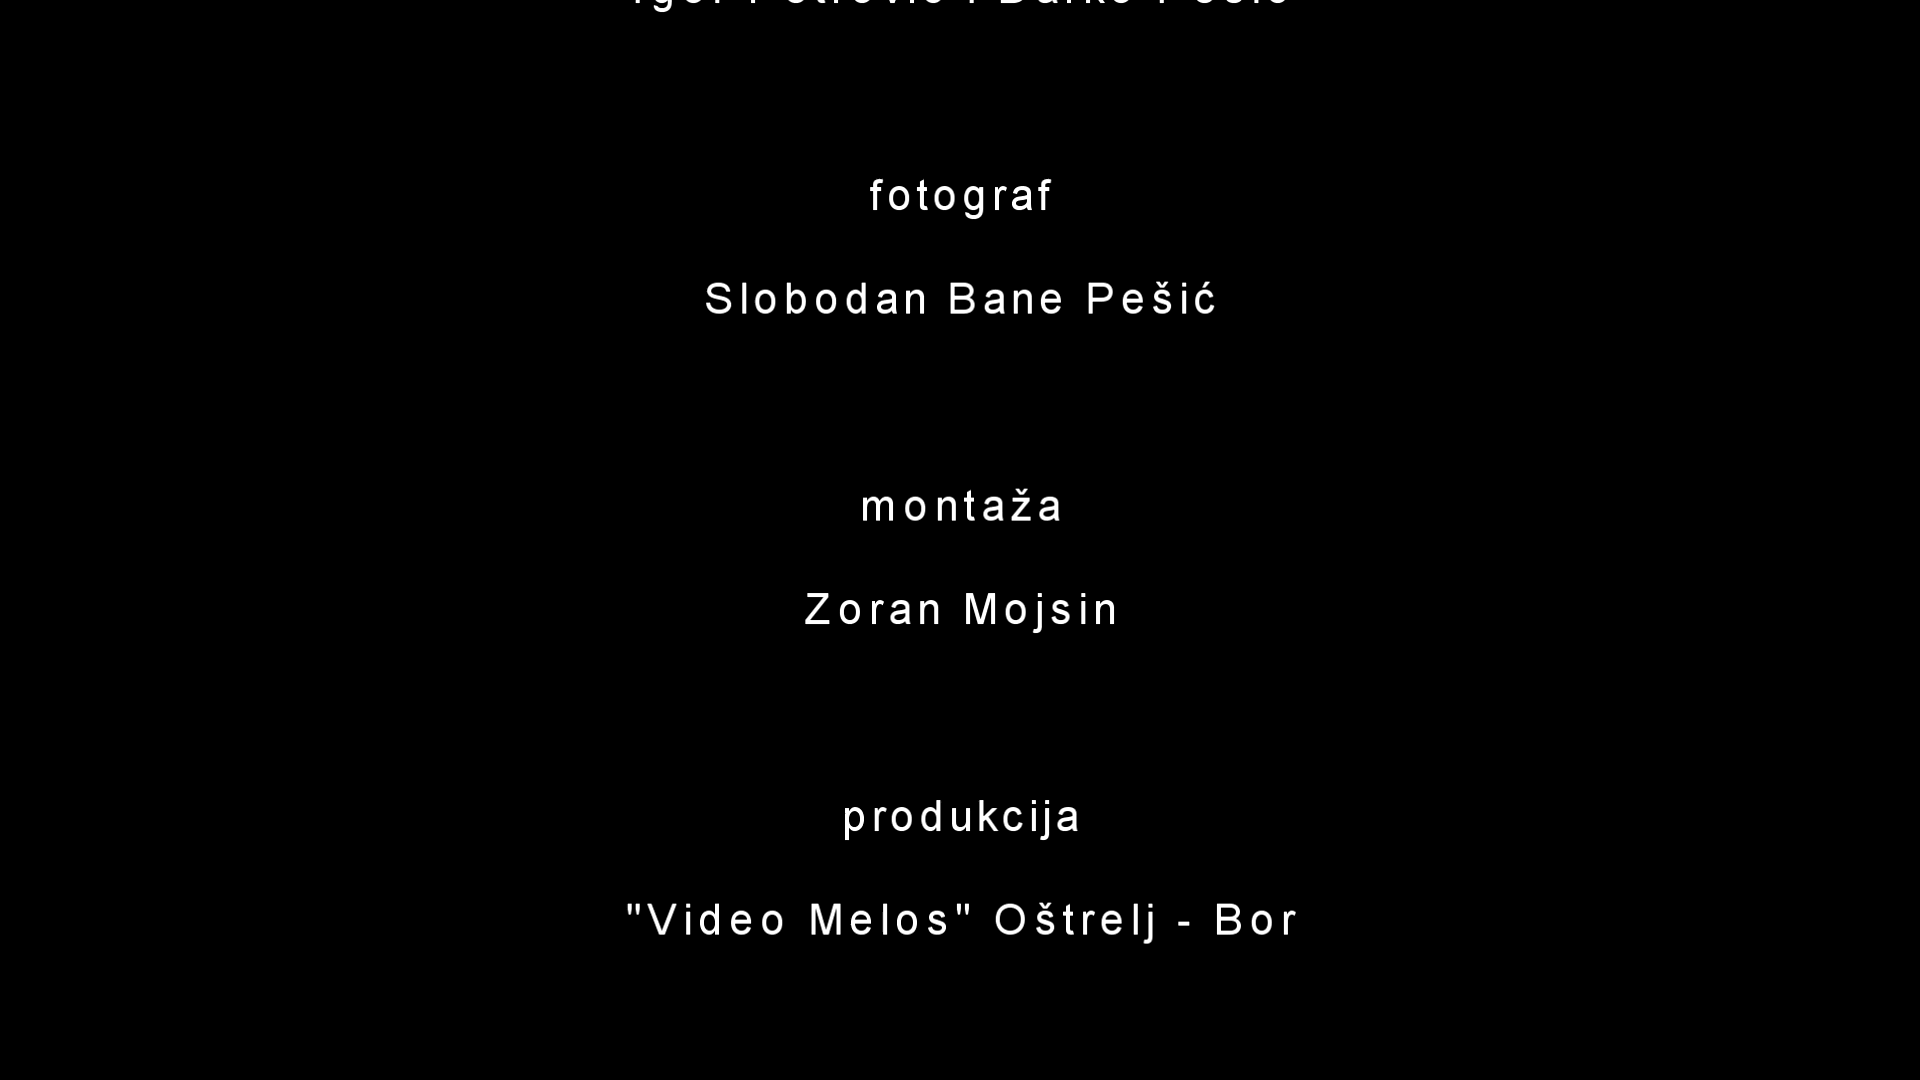 fotograf
Slobodan Bane Pešić
montaža
Zoran Mojsin
produkcija
"Video Melos" Oštrelj - Bor